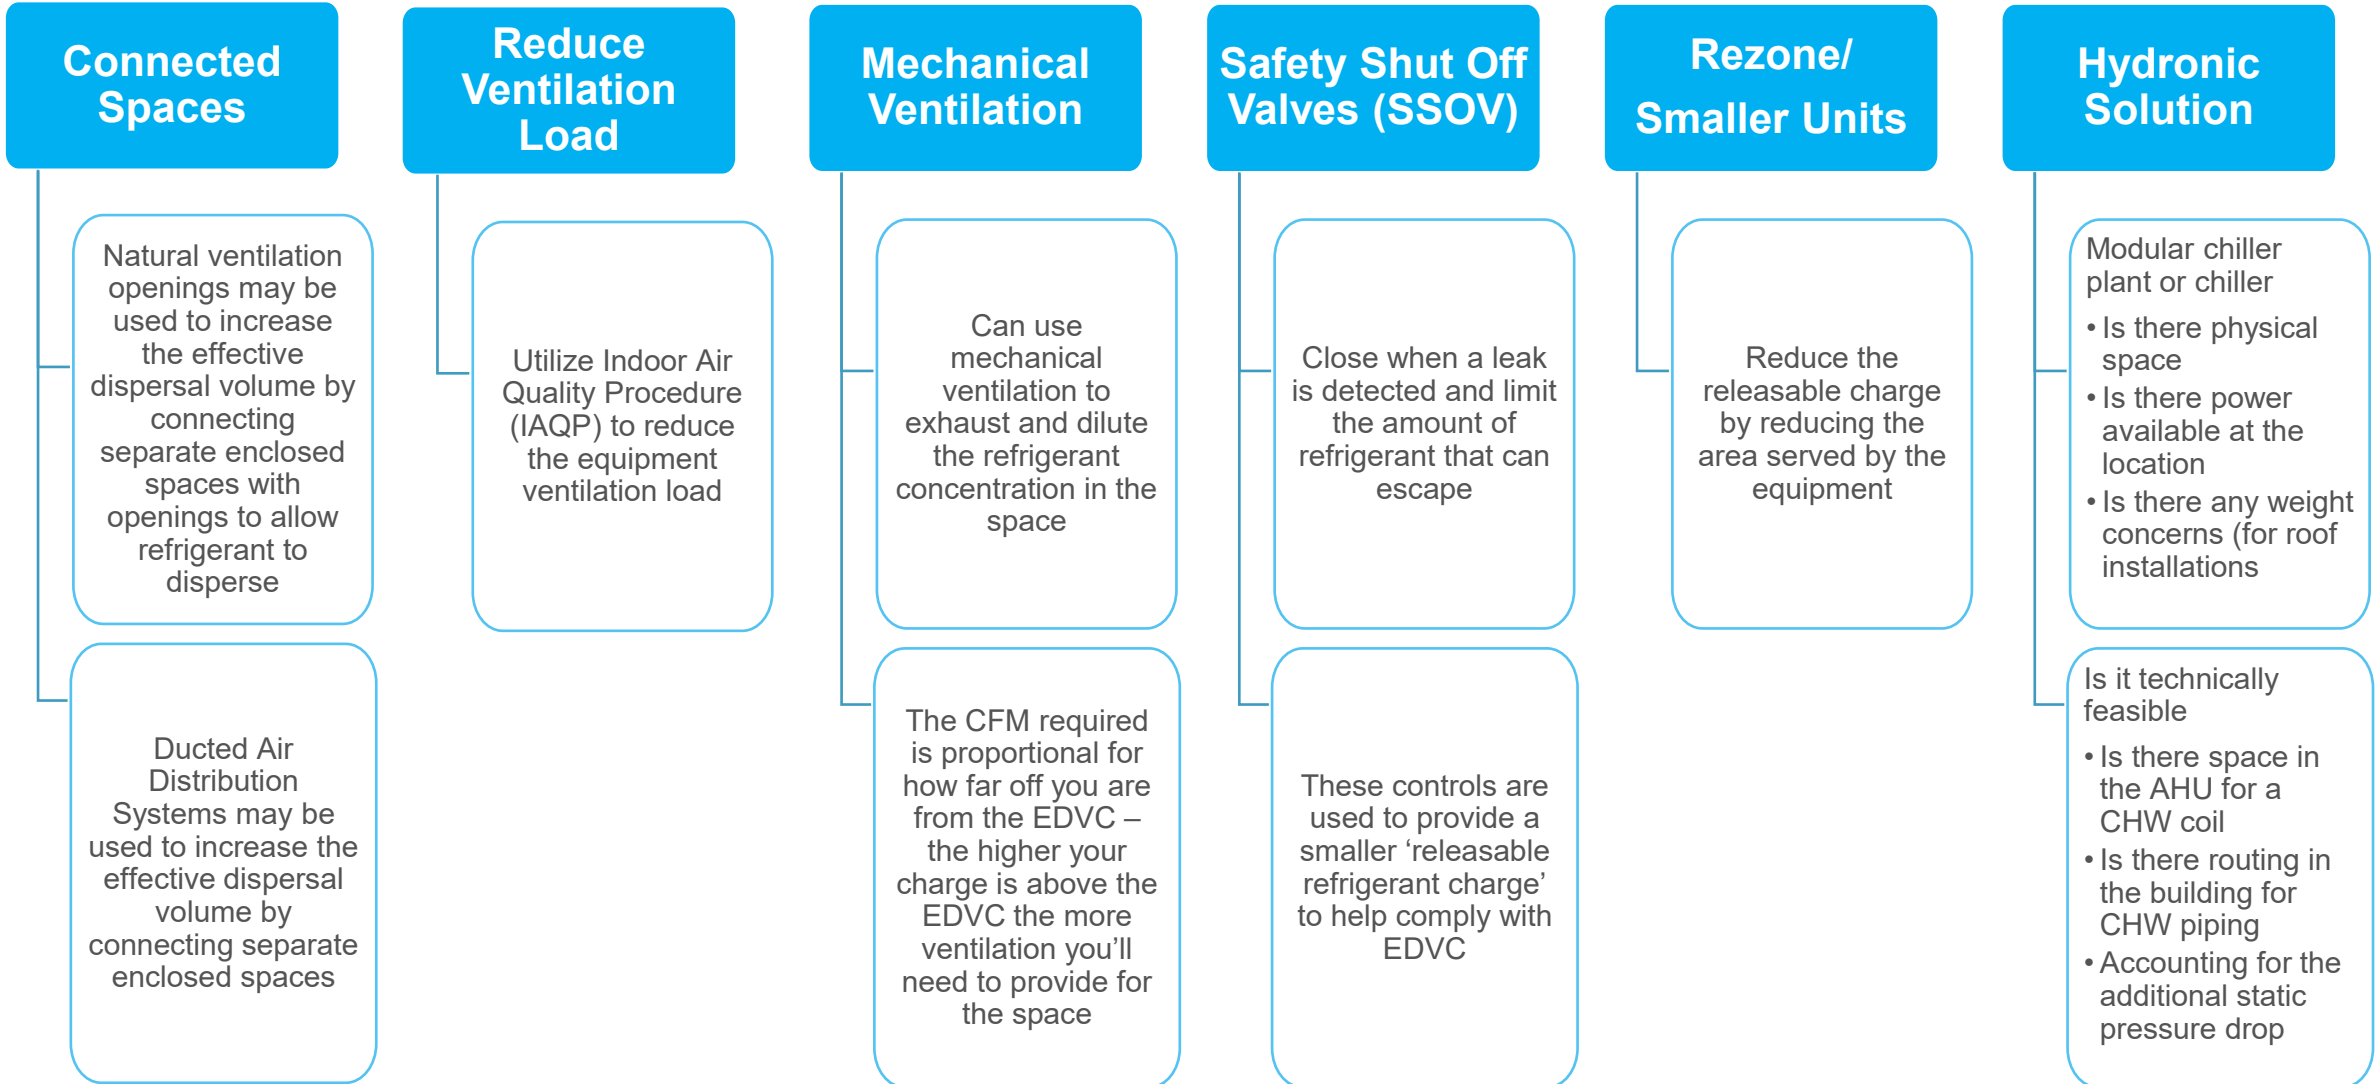 Connected
Spaces
Natural ventilation
openings may be
used to increase
the effective
dispersal volume by
connecting
separate enclosed
spaces with
openings to allow
refrigerant to
disperse
Ducted Air
Distribution
Systems may be
used to increase the
effective dispersal
volume by
connecting separate
enclosed spaces
Reduce
Ventilation
Load
Utilize Indoor Air
Quality Procedure
(IAQP) to reduce
the equipment
ventilation load
Mechanical
Ventilation
Can use
mechanical
ventilation to
exhaust and dilute
the refrigerant
concentration in the
space
The CFM required
is proportional for
how far off you are
from the EDVC –
the higher your
charge is above the
EDVC the more
ventilation you’ll
need to provide for
the space
Safety Shut Off
Valves (SSOV)
Close when a leak
is detected and limit
the amount of
refrigerant that can
escape
These controls are
used to provide a
smaller ‘releasable
refrigerant charge’
to help comply with
EDVC
Rezone/
Smaller Units
Reduce the
releasable charge
by reducing the
area served by the
equipment
Hydronic
Solution
Modular chiller
plant or chiller
• Is there physical
space
• Is there power
available at the
location
• Is there any weight
concerns (for roof
installations
Is it technically
feasible
• Is there space in
the AHU for a
CHW coil
• Is there routing in
the building for
CHW piping
• Accounting for the
additional static
pressure drop